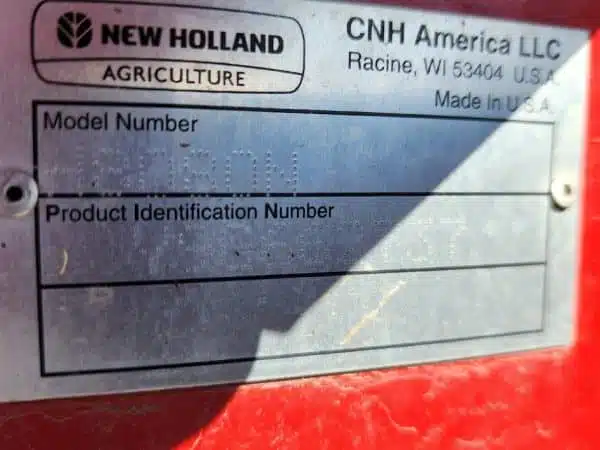 NEW HOLLAND
AGRICULTURE
CNH America LLC
Racine, WI 53404 U.S.A.
Made in U.S.A.
Model Number
Product Identification Number